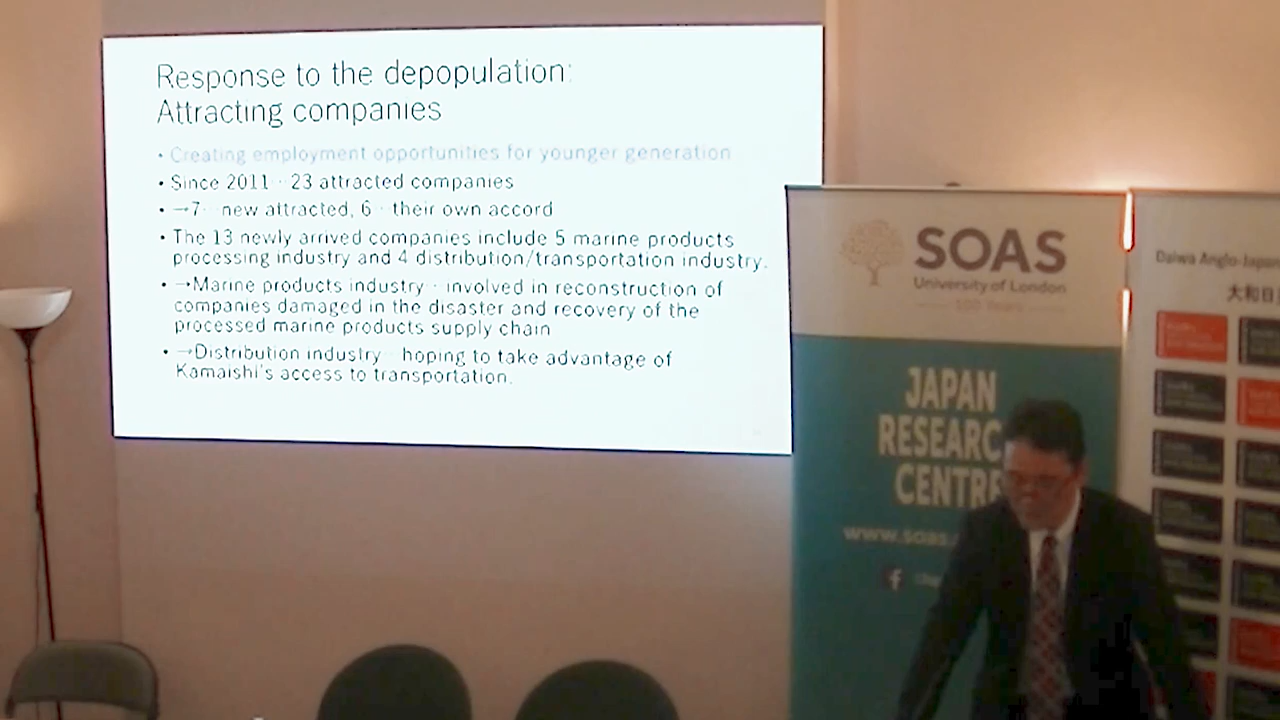 Response to the depopulation:
Attracting companies
• Creating employment opportunities for younger generation
• Since 2011 · 23 attracted companies
• →7· new attracted, 6 · their own accord
• The 13 newly arrived companies include 5 marine products
processing industry and 4 distribution/transportation industry.
• →Marine products industry · involved in reconstruction of
companies damaged in the disaster and recovery of the
processed marine products supply chain
• →Distribution industry hoping to take advantage of
Kamaishi's access to transportation.
SOAS
University of London
100 Years
JAPAN
RESEARC
CENTRE
www.soas.
f
Daiwa Anglo-Japan
大和日